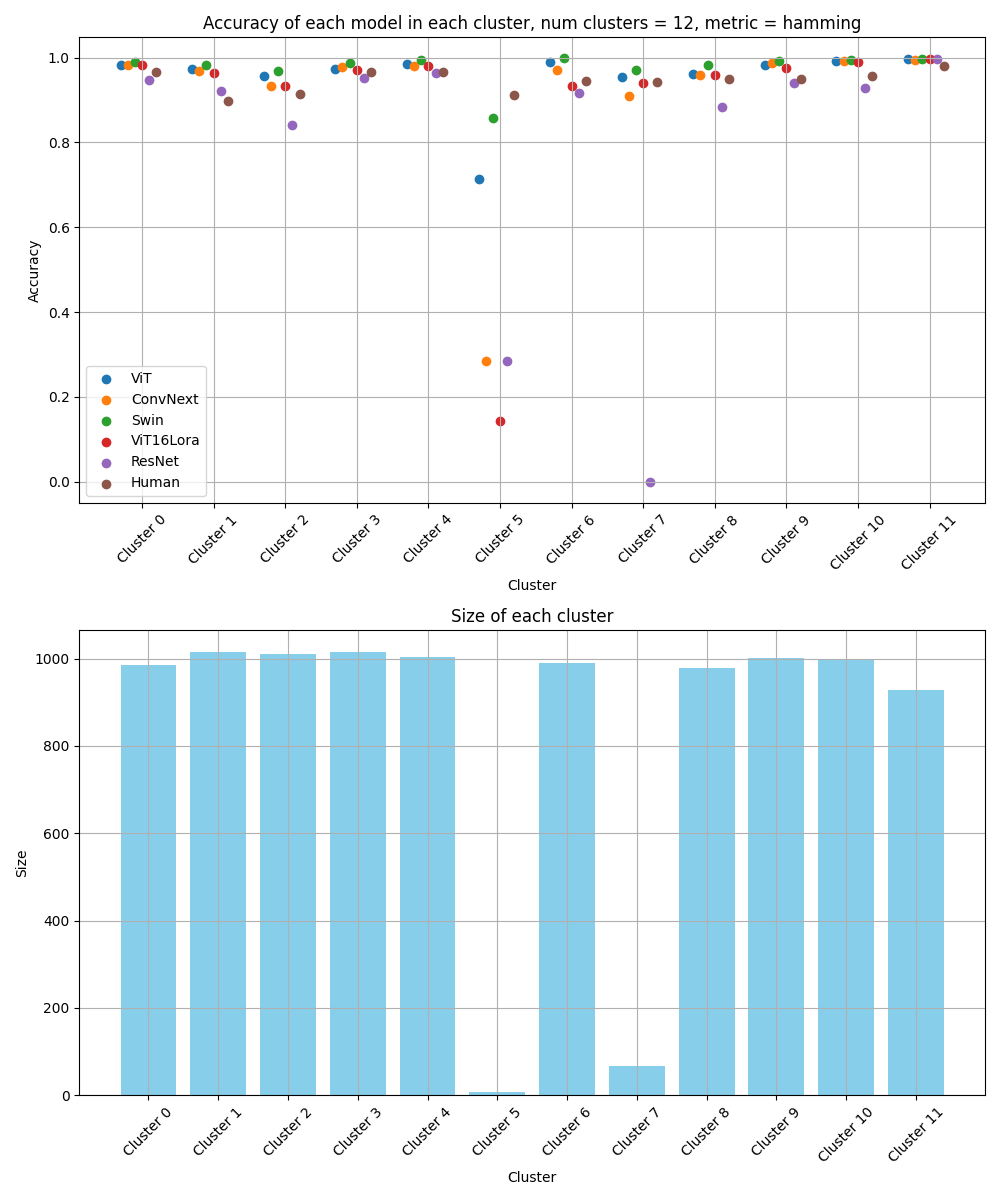 Accuracy of each model in each cluster, num clusters = 12, metric = hamming
1.0
0.8
0.6
0.4
0.2
0.0
Accuracy
ViT
ConvNext
Swin
ViT16Lora
ResNet
Human
Cluster 0
Cluster 1
Cluster 2
Cluster 3
Cluster 4
Cluster 5
Cluster 6
Cluster 7
Cluster 8
Cluster 9
Cluster 10
Cluster 11
Cluster
Size of each cluster
1000
800
600
400
200
0
Size
Cluster 0
Cluster 1
Cluster 2
Cluster 3
Cluster 4
Cluster 5
Cluster 6
Cluster 7
Cluster 8
Cluster 9
Cluster 10
Cluster 11
Cluster